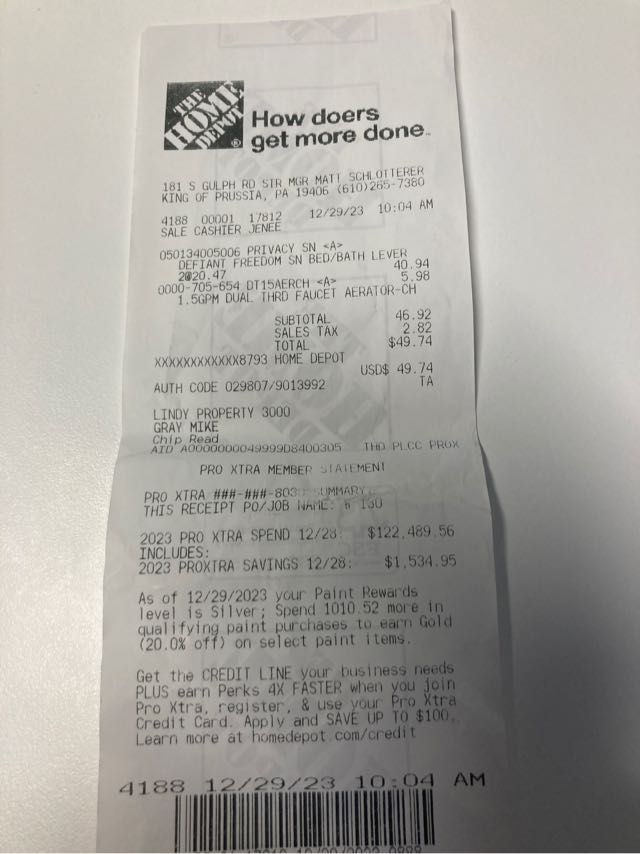 THE
HOME
DEPOT
How doers
get more done
181 S GULPH RD STR MGR MATT SCHLOTTERER
KING OF PRUSSIA, PA 19406 (610)265-7380
4188 00001 17812 12/29/23 10:04 AM
SALE CASHIER JENEE
050134005006 PRIVACY SN <A>
DEFIANT FREEDOM SN BED/BATH LEVER
2@20.47 40.94
0000-705-654 DT15AERCH <A> 5.98
1.5GPM DUAL THRD FAUCET AERATOR-CH
SUBTOTAL 46.92
SALES TAX 2.82
TOTAL $49.74
XXXXXXXXXXXX8793 HOME DEPOT
USD$ 49.74
AUTH CODE 029807/9013992 TA
LINDY PROPERTY 3000
GRAY MIKE
Chip Read
AID A0000000049999D8400305 THD PLCC PROX
PRO XTRA MEMBER STATEMENT
PRO XTRA ###-###-803 SUMMARY
THIS RECEIPT PO/JOB NAME:
2023 PRO XTRA SPEND 12/28: $122,489.56
INCLUDES:
2023 PROXTRA SAVINGS 12/28: $1,534.95
As of 12/29/2023 your Paint Rewards
level is Silver; Spend 1010.52 more in
qualifying paint purchases to earn Gold
(20.0% off) on select paint items.
Get the CREDIT LINE your business needs
PLUS earn Perks 4X FASTER when you join
Pro Xtra, register, & use your Pro Xtra
Credit Card. Apply and SAVE UP TO $100.
Learn more at homedepot.com/credit
4188 12/29/23 10:04 AM